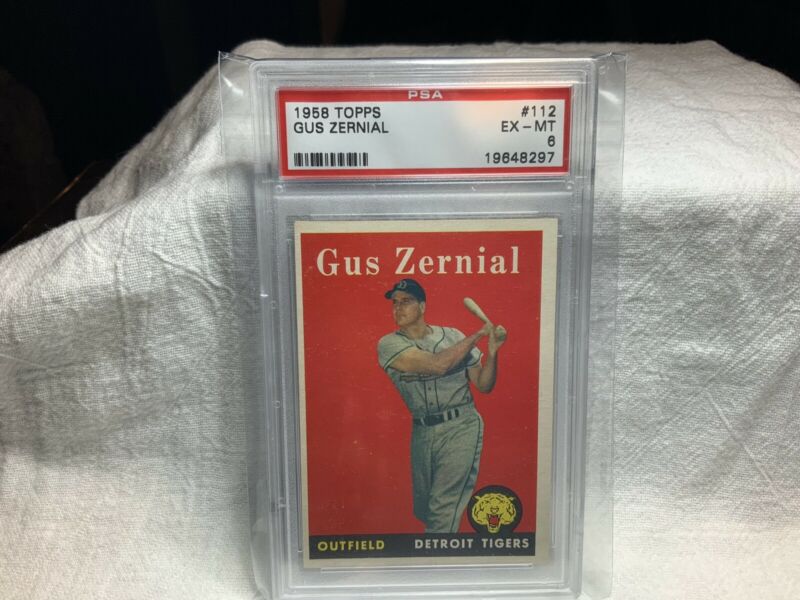 PSA
1958 TOPPS #112
GUS ZERNIAL EX-MT
6
19648297
Gus Zernial
D
OUTFIELD DETROIT TIGERS